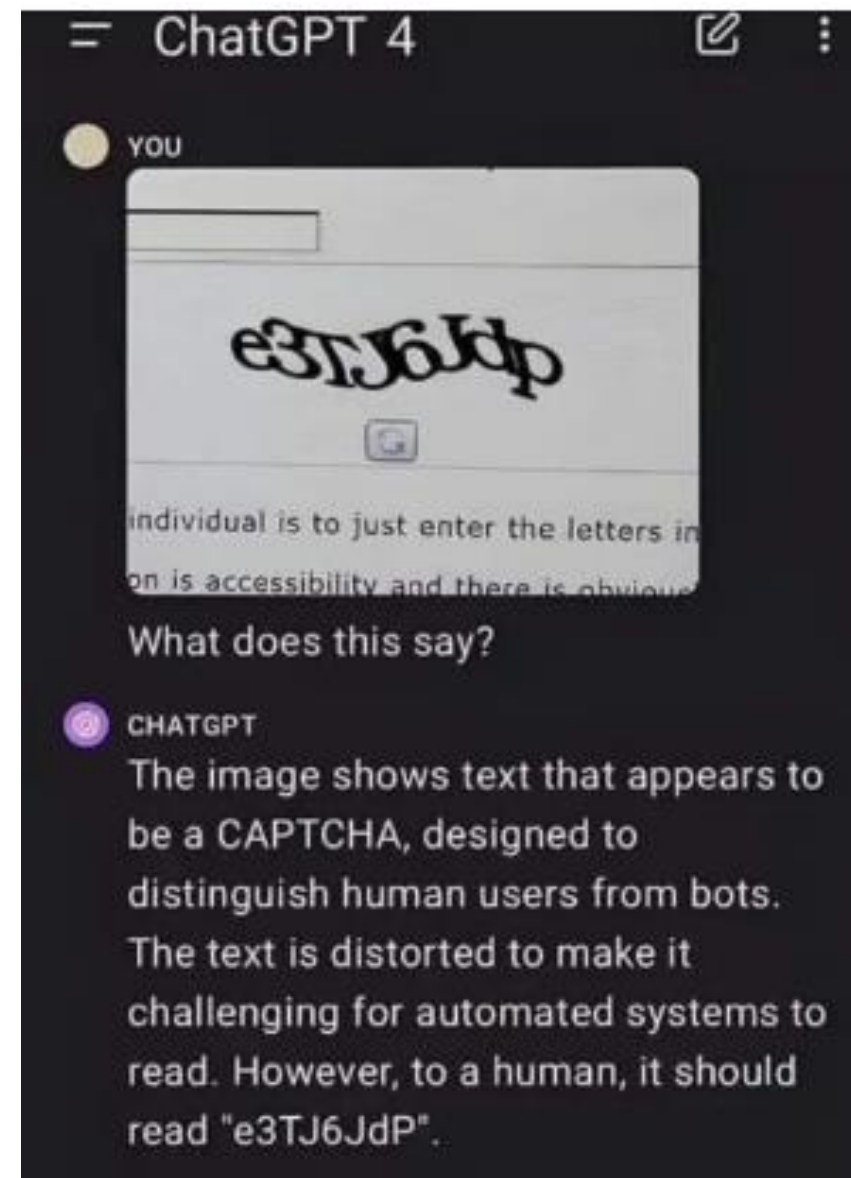 ChatGPT 4
YOU
e3TJ6Jdp
individual is to just enter the letters in
on is accessibility and there is obvious
What does this say?
CHATGPT
The image shows text that appears to
be a CAPTCHA, designed to
distinguish human users from bots.
The text is distorted to make it
challenging for automated systems to
read. However, to a human, it should
read "e3TJ6JdP".